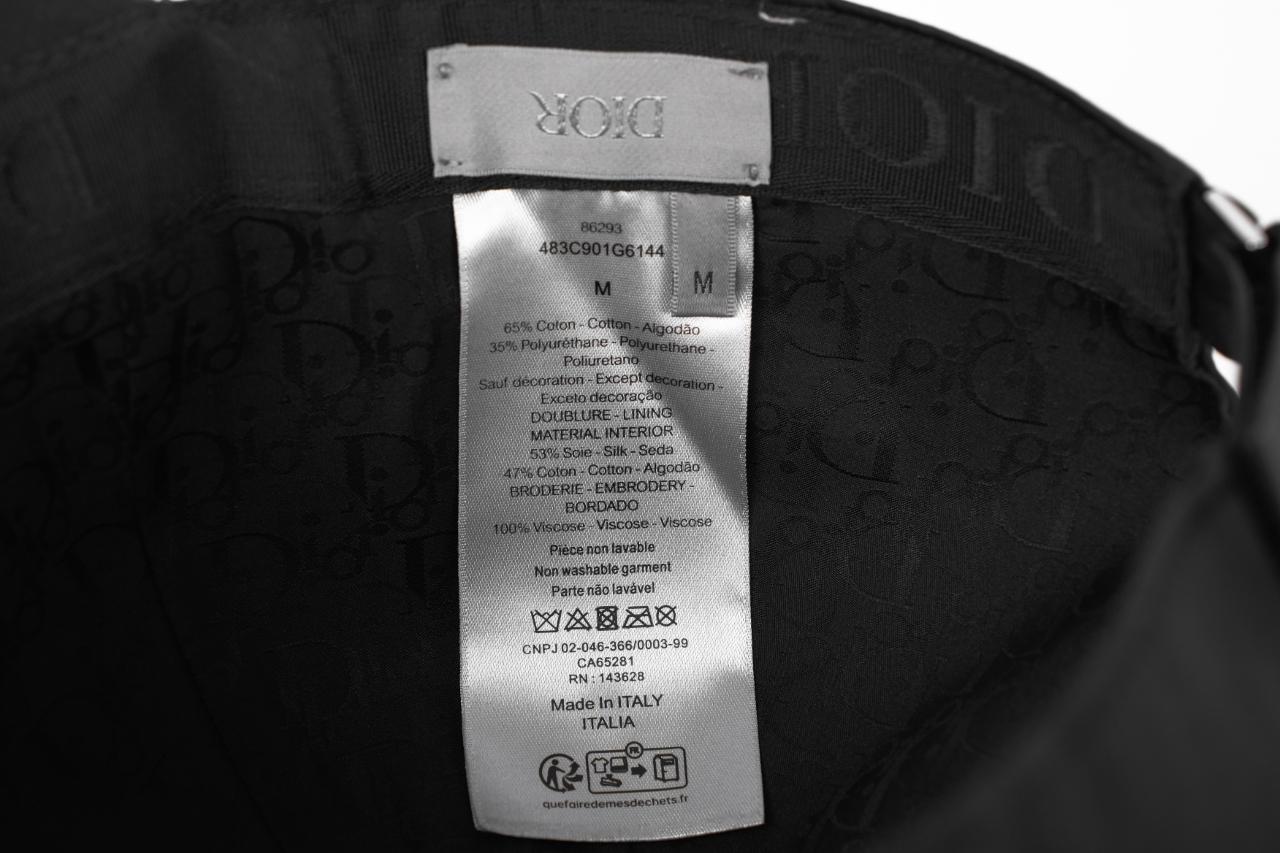 DIOR
DIOR
86293
483C901G6144
M
M
65% Coton - Cotton - Algodão
35% Polyuréthane - Polyurethane -
Poliuretano
Sauf décoration - Except decoration -
Exceto decoração
DOUBLURE - LINING
MATERIAL INTERIOR
53% Soie - Silk - Seda
47% Coton - Cotton - Algodão
BRODERIE - EMBRODERY -
BORDADO
100% Viscose - Viscose - Viscose
Pièce non lavable
Non washable garment
Parte não lavável
CNPJ 02-046-366/0003-99
CA65281
RN : 143628
Made In ITALY
ITALIA
FR
quefairedemesdechets.fr